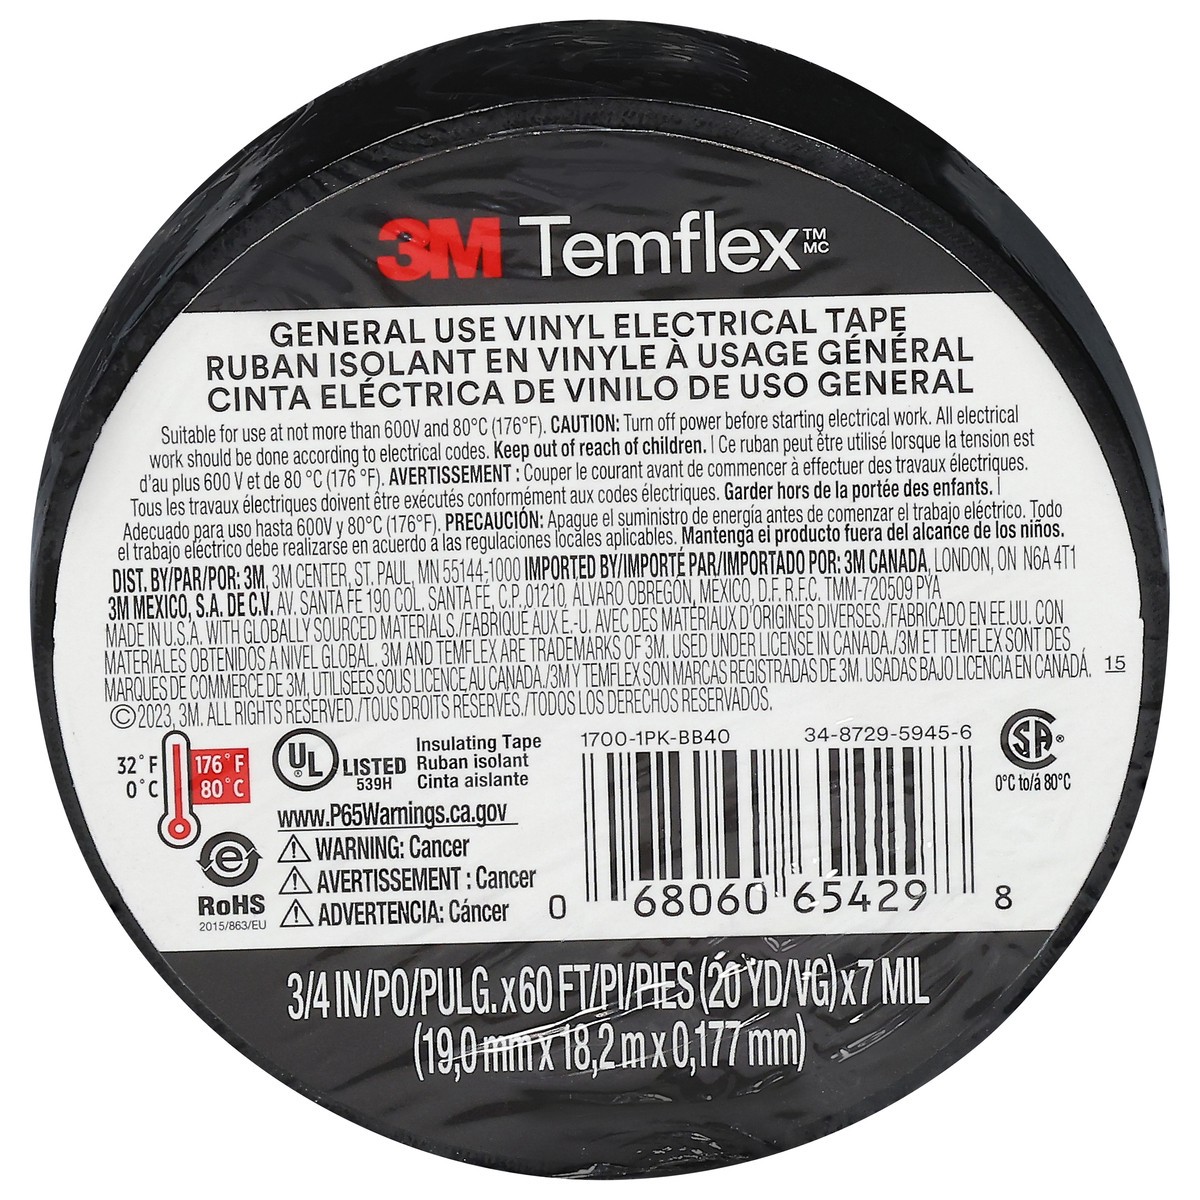 3M Temflex™ MC
GENERAL USE VINYL ELECTRICAL TAPE
RUBAN ISOLANT EN VINYLE À USAGE GÉNÉRAL
CINTA ELÉCTRICA DE VINILO DE USO GENERAL
Suitable for use at not more than 600V and 80°C (176°F). CAUTION: Turn off power before starting electrical work. All electrical
work should be done according to electrical codes. Keep out of reach of children. | Ce ruban peut être utilisé lorsque la tension est
d'au plus 600 V et de 80 °C (176 °F). AVERTISSEMENT : Couper le courant avant de commencer à effectuer des travaux électriques.
Tous les travaux électriques doivent être exécutés conformément aux codes électriques. Garder hors de la portée des enfants. |
Adecuado para uso hasta 600V y 80°C (176°F). PRECAUCIÓN: Apague el suministro de energía antes de comenzar el trabajo eléctrico. Todo
el trabajo eléctrico debe realizarse en acuerdo a las regulaciones locales aplicables. Mantenga el producto fuera del alcance de los niños.
DIST. BY/PAR/POR: 3M, 3M CENTER, ST. PAUL, MN 55144-1000 IMPORTED BY/IMPORTÉ PAR/IMPORTADO POR: 3M CANADA, LONDON, ON N6A 4T1
3M MEXICO, S.A. DE C.V. AV. SANTA FE 190 COL. SANTA FE, C.P. 01210, ALVARO OBREGON, MEXICO, D.F. R.F.C. TMM-720509 PYA
MADE IN U.S.A. WITH GLOBALLY SOURCED MATERIALS./FABRIQUÉ AUX É.-U. AVEC DES MATÉRIAUX D'ORIGINES DIVERSES./FABRICADO EN EE.UU. CON
MATERIALES OBTENIDOS A NIVEL GLOBAL. 3M AND TEMFLEX ARE TRADEMARKS OF 3M. USED UNDER LICENSE IN CANADA./3M ET TEMFLEX SONT DES
MARQUES DE COMMERCE DE 3M, UTILISÉES SOUS LICENCE AU CANADA./3M Y TEMFLEX SON MARCAS REGISTRADAS DE 3M. USADAS BAJO LICENCIA EN CANADÁ. 15
© 2023, 3M. ALL RIGHTS RESERVED./TOUS DROITS RÉSERVÉS./TODOS LOS DERECHOS RESERVADOS.
32°F 176°F
0°C 80°C
UL LISTED
539H
Insulating Tape
Ruban isolant
Cinta aislante
www.P65Warnings.ca.gov
WARNING: Cancer
AVERTISSEMENT : Cancer
ADVERTENCIA: Cáncer
e
RoHS
2015/863/EU
1700-1PK-BB40 34-8729-5945-6
0 68060 65429 8
SA®
0°C to/á 80°C
3/4 IN/PO/PULG. x 60 FT/PI/PIES (20 YD/VG) x 7 MIL
(19,0 mm x 18,2 m x 0,177 mm)